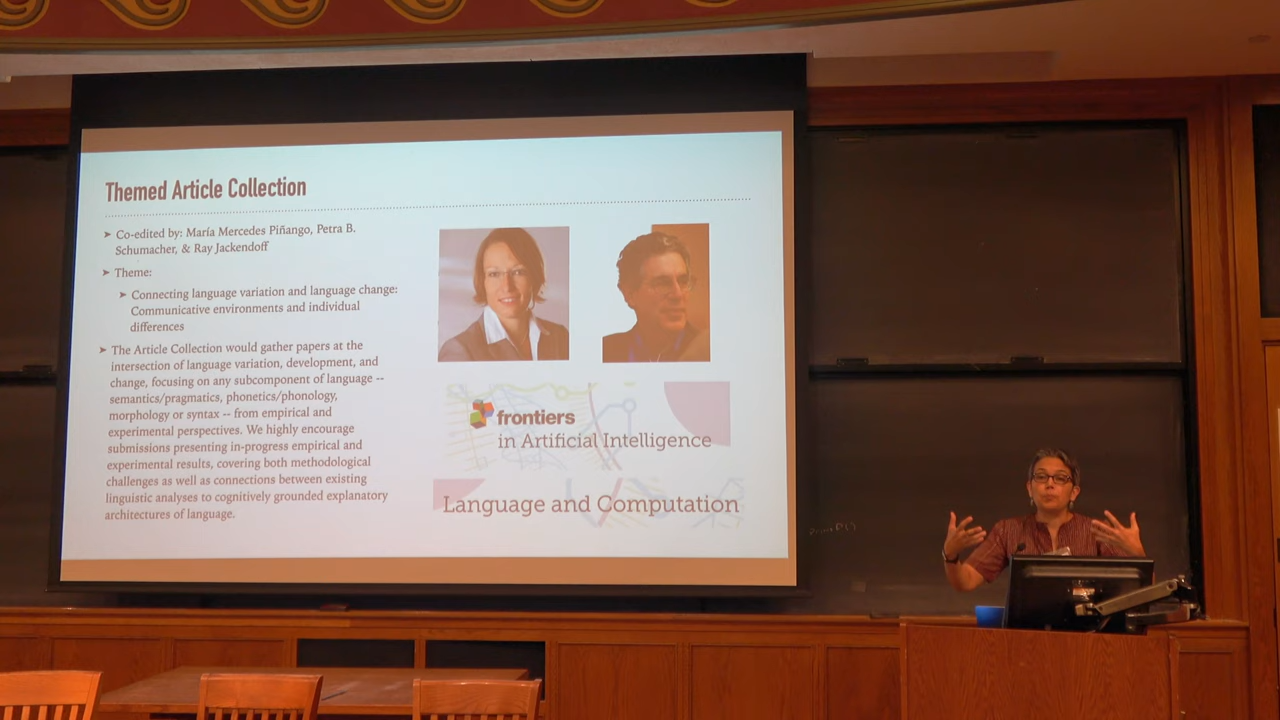 Themed Article Collection
➤ Co-edited by: María Mercedes Piñango, Petra B.
Schumacher, & Ray Jackendoff
➤ Theme:
➤ Connecting language variation and language change:
Communicative environments and individual
differences
➤ The Article Collection would gather papers at the
intersection of language variation, development, and
change, focusing on any subcomponent of language --
semantics/pragmatics, phonetics/phonology,
morphology or syntax -- from empirical and
experimental perspectives. We highly encourage
submissions presenting in-progress empirical and
experimental results, covering both methodological
challenges as well as connections between existing
linguistic analyses to cognitively grounded explanatory
architectures of language.
frontiers
in Artificial Intelligence
Language and Computation